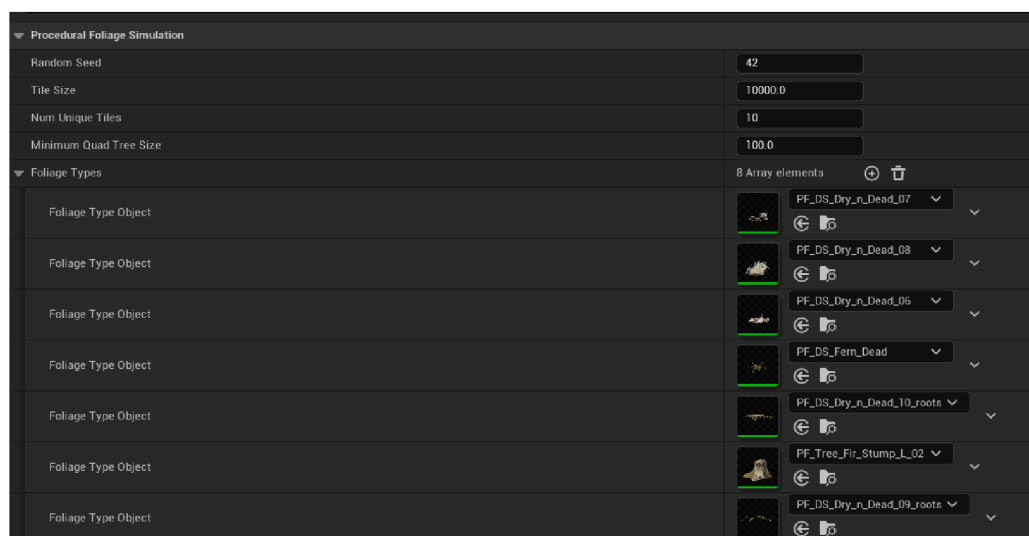 Procedural Foliage Simulation
Random Seed 42
Tile Size 10000.0
Num Unique Tiles 10
Minimum Quad Tree Size 100.0
Foliage Types 8 Array elements
Foliage Type Object PF_DS_Dry_n_Dead_07
Foliage Type Object PF_DS_Dry_n_Dead_08
Foliage Type Object PF_DS_Dry_n_Dead_06
Foliage Type Object PF_DS_Fern_Dead
Foliage Type Object PF_DS_Dry_n_Dead_10_roots
Foliage Type Object PF_Tree_Fir_Stump_L_02
Foliage Type Object PF_DS_Dry_n_Dead_09_roots